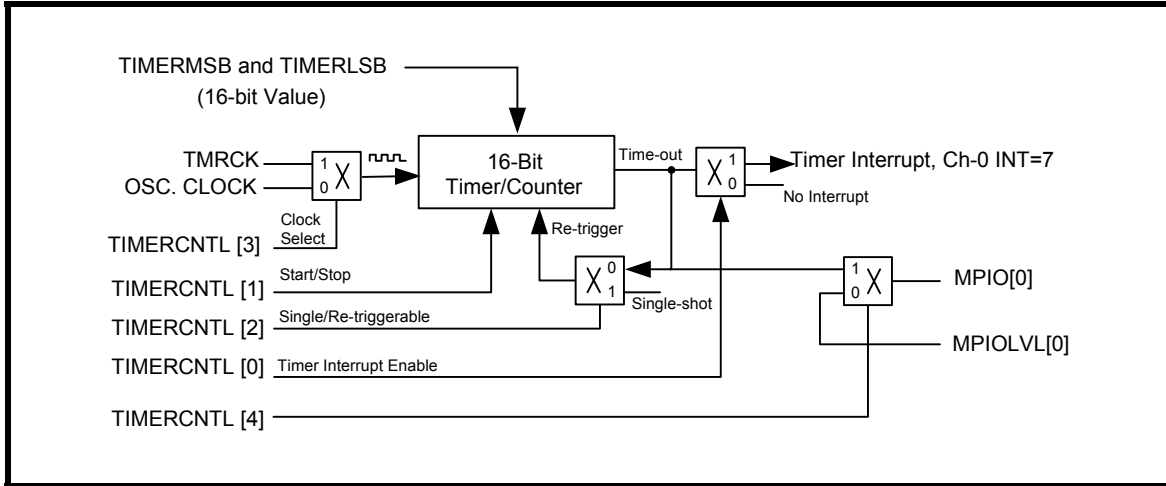 TIMERMSB and TIMERLSB
(16-bit Value)
TMRCK
OSC. CLOCK
1
0
X
16-Bit
Timer/Counter
Time-out
X
1
0
Timer Interrupt, Ch-0 INT=7
No Interrupt
Clock
Select
TIMERCNTL [3]
Re-trigger
TIMERCNTL [1]
Start/Stop
X
0
1
Single-shot
1
0
X
MPIO[0]
TIMERCNTL [2]
Single/Re-triggerable
MPIOLVL[0]
TIMERCNTL [0]
Timer Interrupt Enable
TIMERCNTL [4]